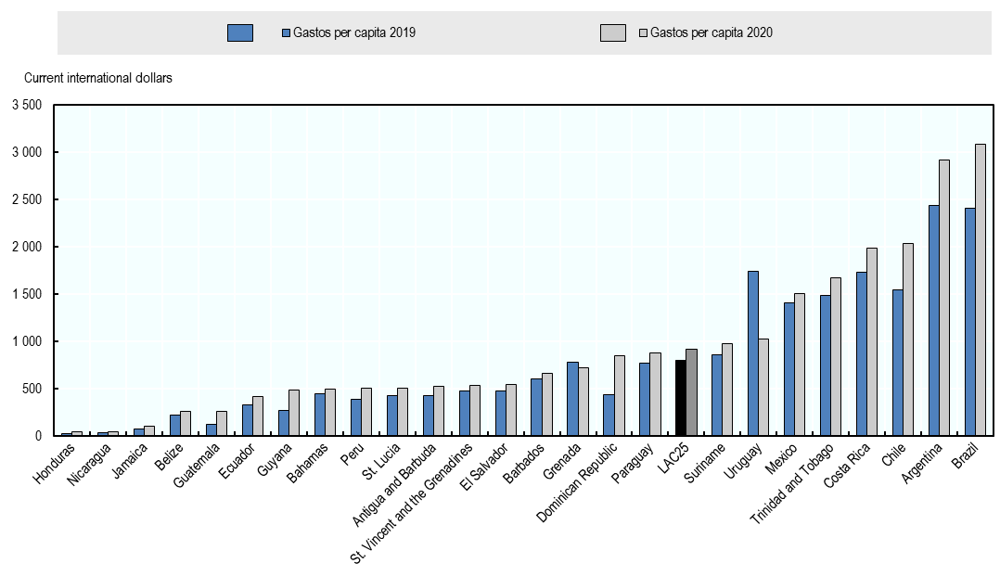 Gastos per capita 2019
Gastos per capita 2020
Current international dollars
3 500
3 000
2 500
2 000
1 500
1 000
500
0
Honduras
Nicaragua
Jamaica
Belize
Guatemala
Ecuador
Guyana
Bahamas
Peru
St. Lucia
Antigua and Barbuda
St. Vincent and the Grenadines
El Salvador
Barbados
Grenada
Dominican Republic
Paraguay
LAC25
Suriname
Uruguay
Mexico
Trinidad and Tobago
Costa Rica
Chile
Argentina
Brazil